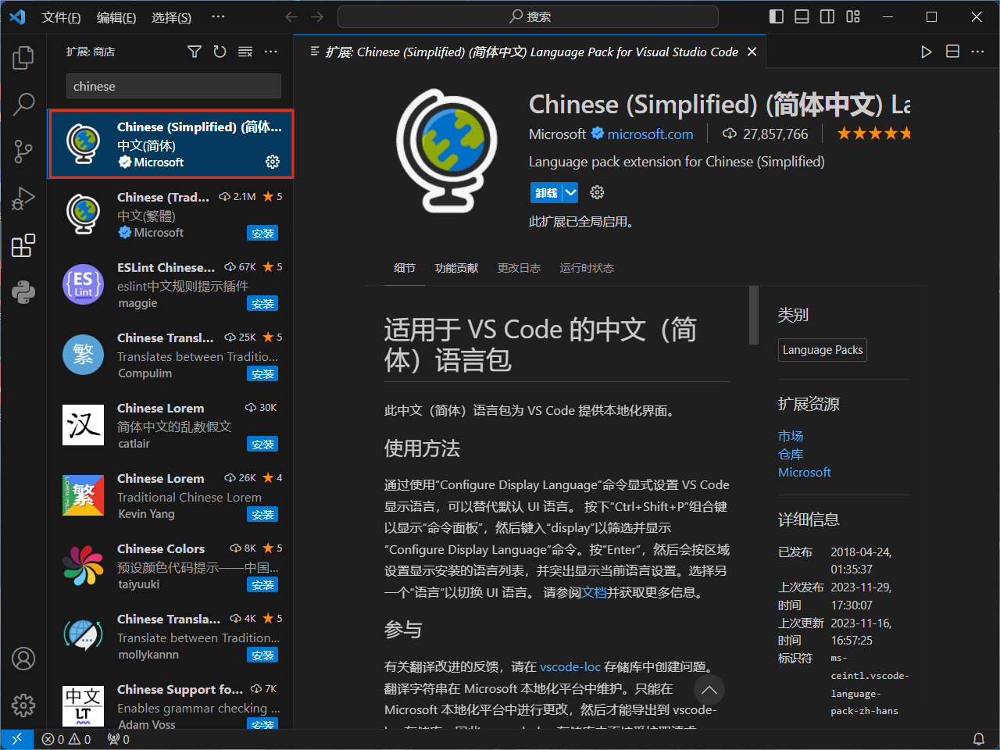 文件(F) 编辑(E) 选择(S) ··· 搜索
扩展: 商店
chinese
Chinese (Simplified) (简体...
中文(简体)
Microsoft
Chinese (Trad... 2.1M ★ 5
中文(繁體)
Microsoft 安装
ES
Lint
ESLint Chinese... 67K ★ 5
eslint中文规则提示插件
maggie 安装
繁
Chinese Transl... 25K ★ 5
Translates between Traditio...
Compulim 安装
汉
Chinese Lorem 30K
简体中文的乱数假文
catlair 安装
繁
Chinese Lorem 26K ★ 4
Traditional Chinese Lorem
Kevin Yang 安装
Chinese Colors 8K ★ 5
预设颜色代码提示——中国...
taiyuuki 安装
Chinese Transla... 4K ★ 5
Translate between Tradition...
mollykannn 安装
中文
LT
Chinese Support fo... 7K
Enables grammar checking ...
Adam Voss 安装
扩展: Chinese (Simplified) (简体中文) Language Pack for Visual Studio Code
Chinese (Simplified) (简体中文) La
Microsoft microsoft.com 27,857,766 ★★★★★
Language pack extension for Chinese (Simplified)
卸载
此扩展已全局启用。
细节 功能贡献 更改日志 运行时状态
适用于 VS Code 的中文（简
体）语言包
此中文（简体）语言包为 VS Code 提供本地化界面。
使用方法
通过使用“Configure Display Language”命令显式设置 VS Code
显示语言，可以替代默认 UI 语言。 按下“Ctrl+Shift+P”组合键
以显示“命令面板”，然后键入“display”以筛选并显示
“Configure Display Language”命令。按“Enter”，然后会按区域
设置显示安装的语言列表，并突出显示当前语言设置。选择另
一个“语言”以切换 UI 语言。 请参阅文档并获取更多信息。
参与
有关翻译改进的反馈，请在 vscode-loc 存储库中创建问题。
翻译字符串在 Microsoft 本地化平台中维护。只能在
Microsoft 本地化平台中进行更改，然后才能导出到 vscode-
类别
Language Packs
扩展资源
市场
仓库
Microsoft
详细信息
已发布 2018-04-24,
01:35:37
上次发布 2023-11-29,
时间 17:30:07
上次更新 2023-11-16,
时间 16:57:25
标识符 ms-
ceintl.vscode-
language-
pack-zh-hans
0 0 0